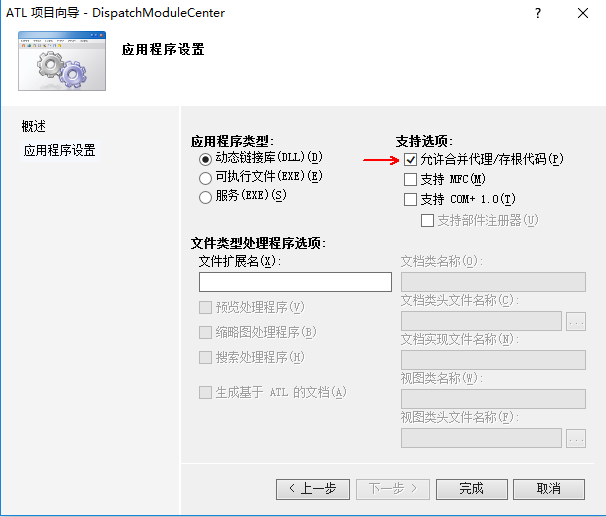 ATL 项目向导 - DispatchModuleCenter
?
应用程序设置
概述
应用程序设置
应用程序类型:
动态链接库(DLL)(D)
可执行文件(EXE)(E)
服务(EXE)(S)
支持选项:
允许合并代理/存根代码(P)
支持 MFC(M)
支持 COM+ 1.0(T)
支持部件注册器(U)
文件类型处理程序选项:
文件扩展名(X):
预览处理程序(V)
缩略图处理程序(B)
搜索处理程序(H)
生成基于 ATL 的文档(A)
文档类名称(O):
文档类头文件名称(C):
...
文档实现文件名称(N):
视图类名称(W):
视图类头文件名称(F):
...
< 上一步
下一步 >
完成
取消